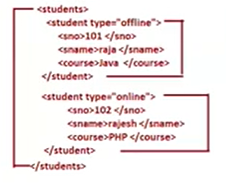 <students>
<student type="offline">
<sno>101 </sno>
<sname>raja </sname>
<course>Java </course>
</student>
<student type="online">
<sno>102 </sno>
<sname>rajesh </sname>
<course>PHP </course>
</student>
</students>